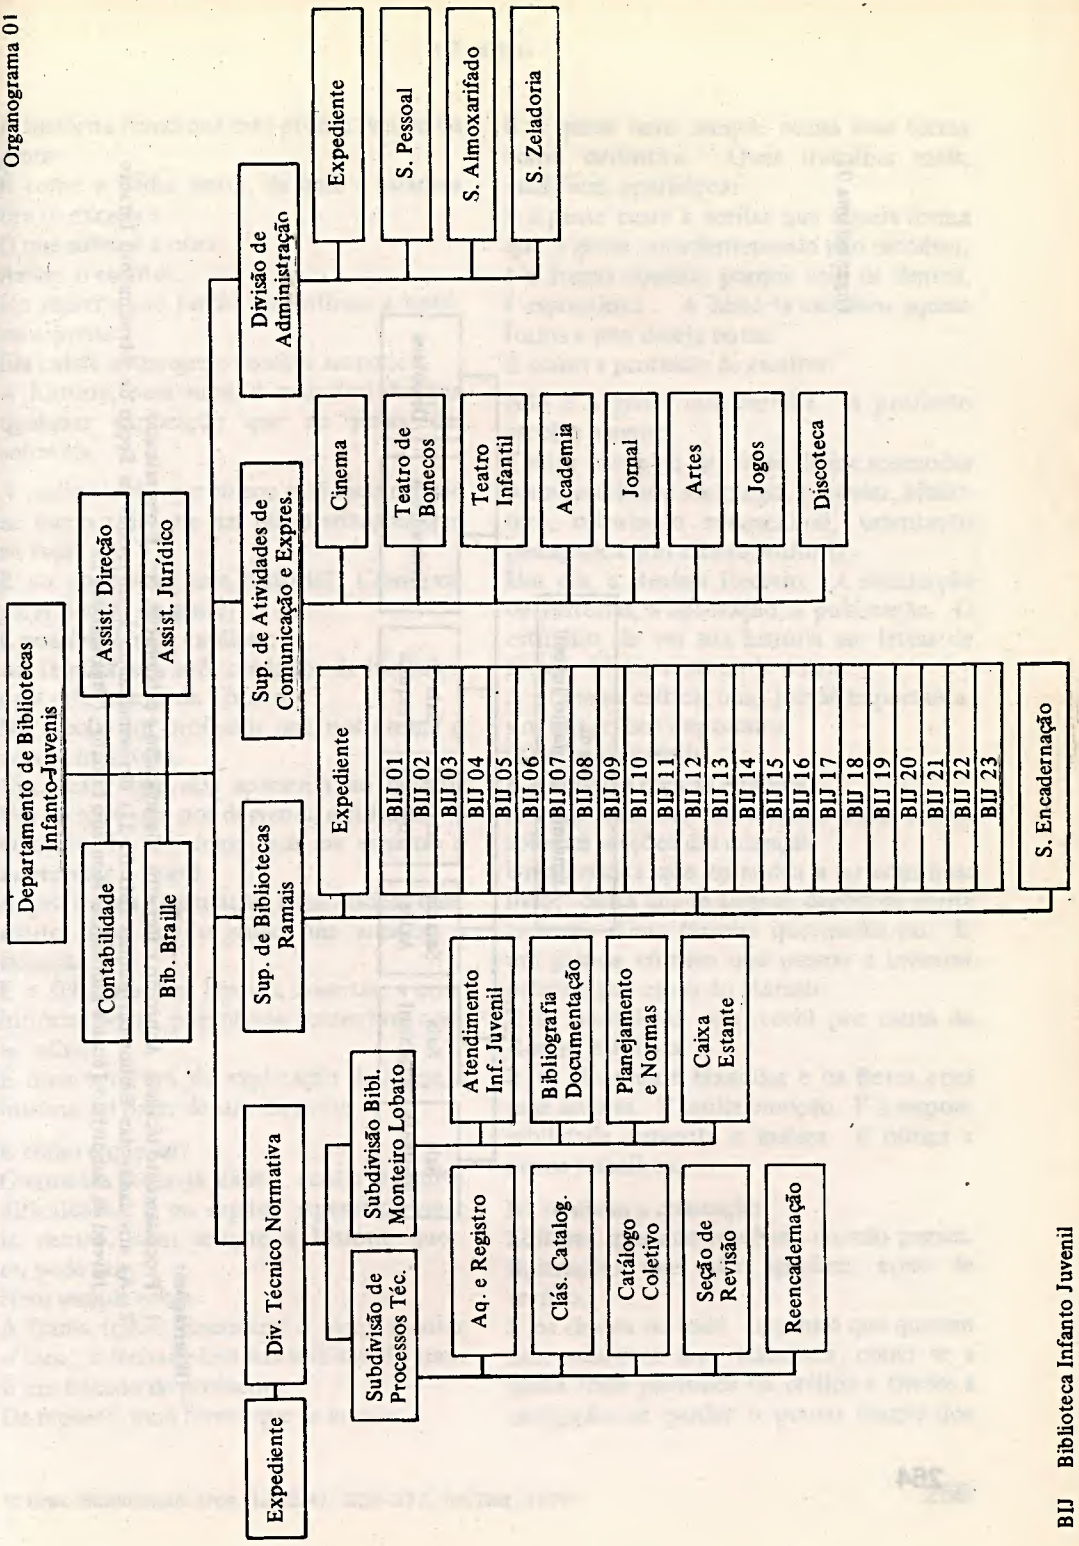 Organograma 01
Departamento de Bibliotecas
Infanto-Juvenis
Contabilidade
Assist. Direção
Bib. Braille
Assist. Jurídico
Expediente
Div. Técnico Normativa
Sup. de Bibliotecas
Ramais
Sup. de Atividades de
Comunicação e Expres.
Divisão de
Administração
Subdivisão de
Processos Téc.
Subdivisão Bibl.
Monteiro Lobato
Aq. e Registro
Clás. Catalog.
Catálogo
Coletivo
Seção de
Revisão
Reencadernação
Atendimento
Inf. Juvenil
Bibliografia
Documentação
Planejamento
e Normas
Caixa
Estante
Expediente
BIJ 01
BIJ 02
BIJ 03
BIJ 04
BIJ 05
BIJ 06
BIJ 07
BIJ 08
BIJ 09
BIJ 10
BIJ 11
BIJ 12
BIJ 13
BIJ 14
BIJ 15
BIJ 16
BIJ 17
BIJ 18
BIJ 19
BIJ 20
BIJ 21
BIJ 22
BIJ 23
S. Encadernação
Cinema
Teatro de
Bonecos
Teatro
Infantil
Academia
Jornal
Artes
Jogos
Discoteca
Expediente
S. Pessoal
S. Almoxarifado
S. Zeladoria
BIJ Biblioteca Infanto Juvenil